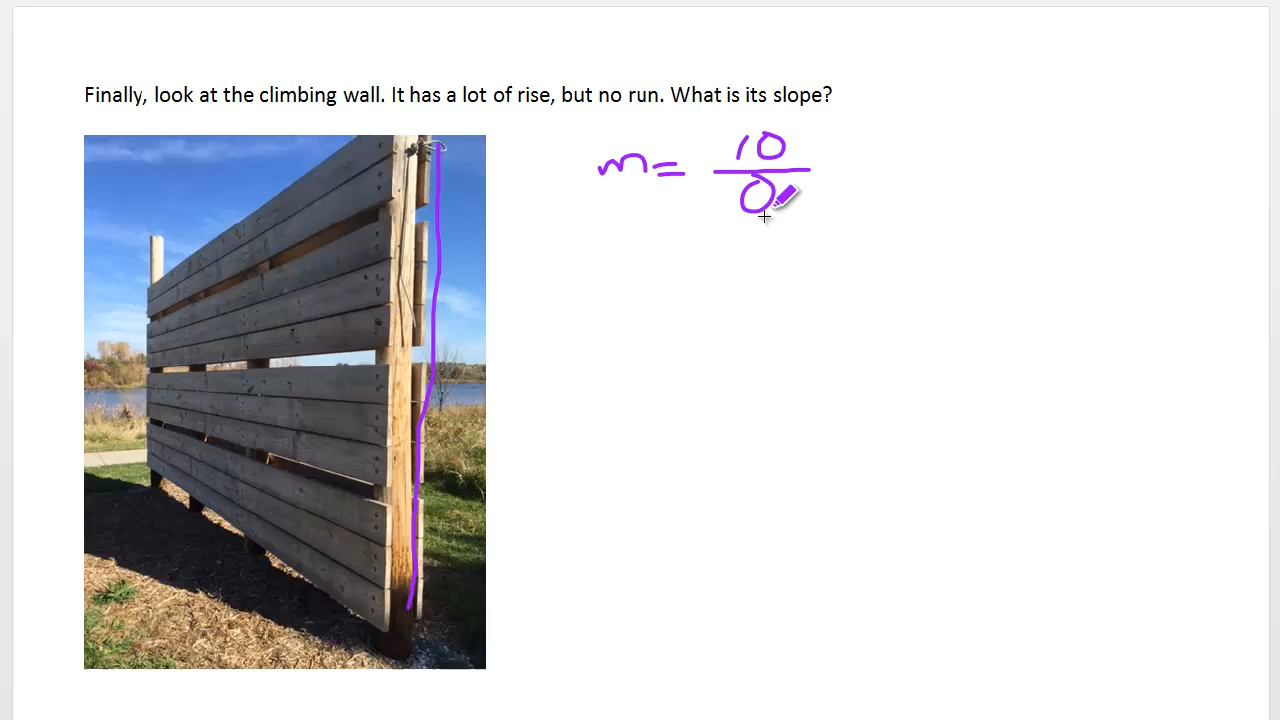 Finally, look at the climbing wall. It has a lot of rise, but no run. What is its slope?
m = 10/0